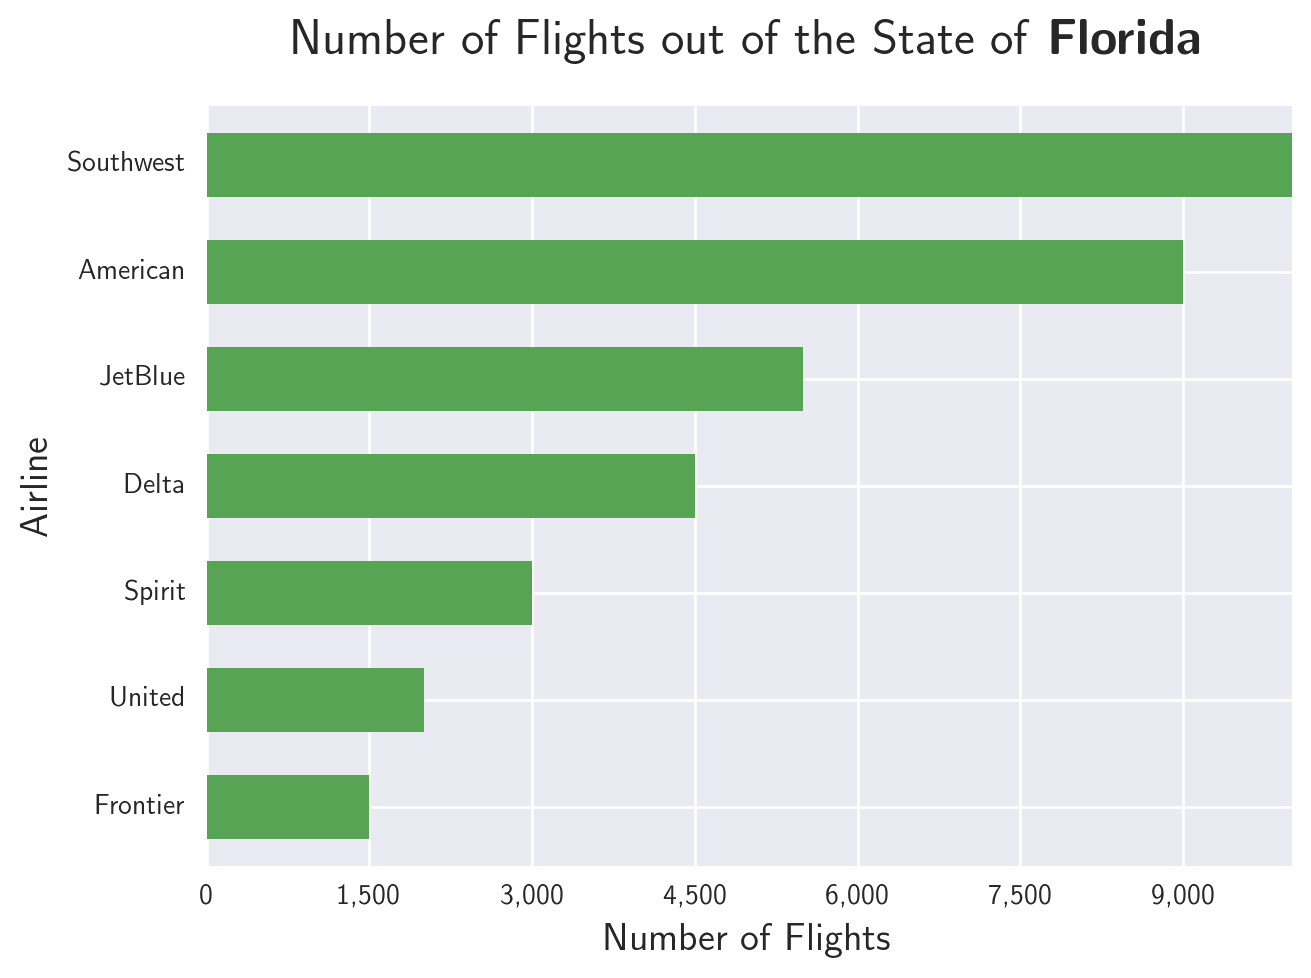 Number of Flights out of the State of Florida
Southwest
American
JetBlue
Delta
Spirit
United
Frontier
Airline
0 1,500 3,000 4,500 6,000 7,500 9,000
Number of Flights